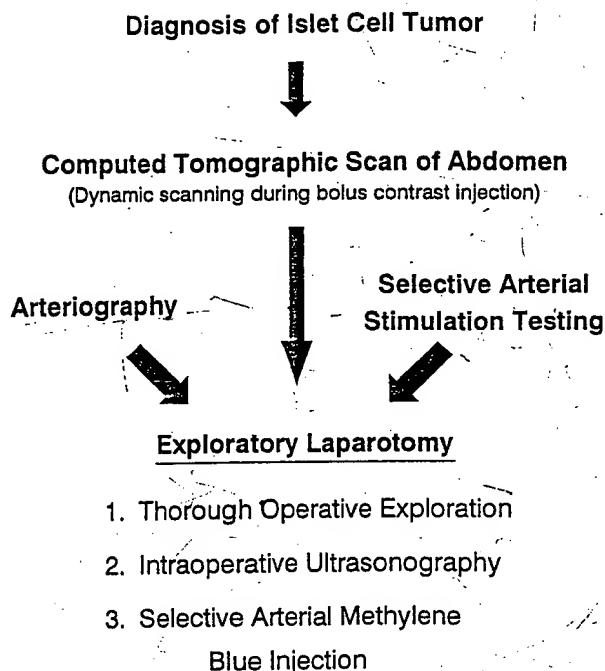 Diagnosis of Islet Cell Tumor
Computed Tomographic Scan of Abdomen
(Dynamic scanning during bolus contrast injection)
Arteriography
Selective Arterial
Stimulation Testing
Exploratory Laparotomy
1. Thorough Operative Exploration
2. Intraoperative Ultrasonography
3. Selective Arterial Methylene
Blue Injection